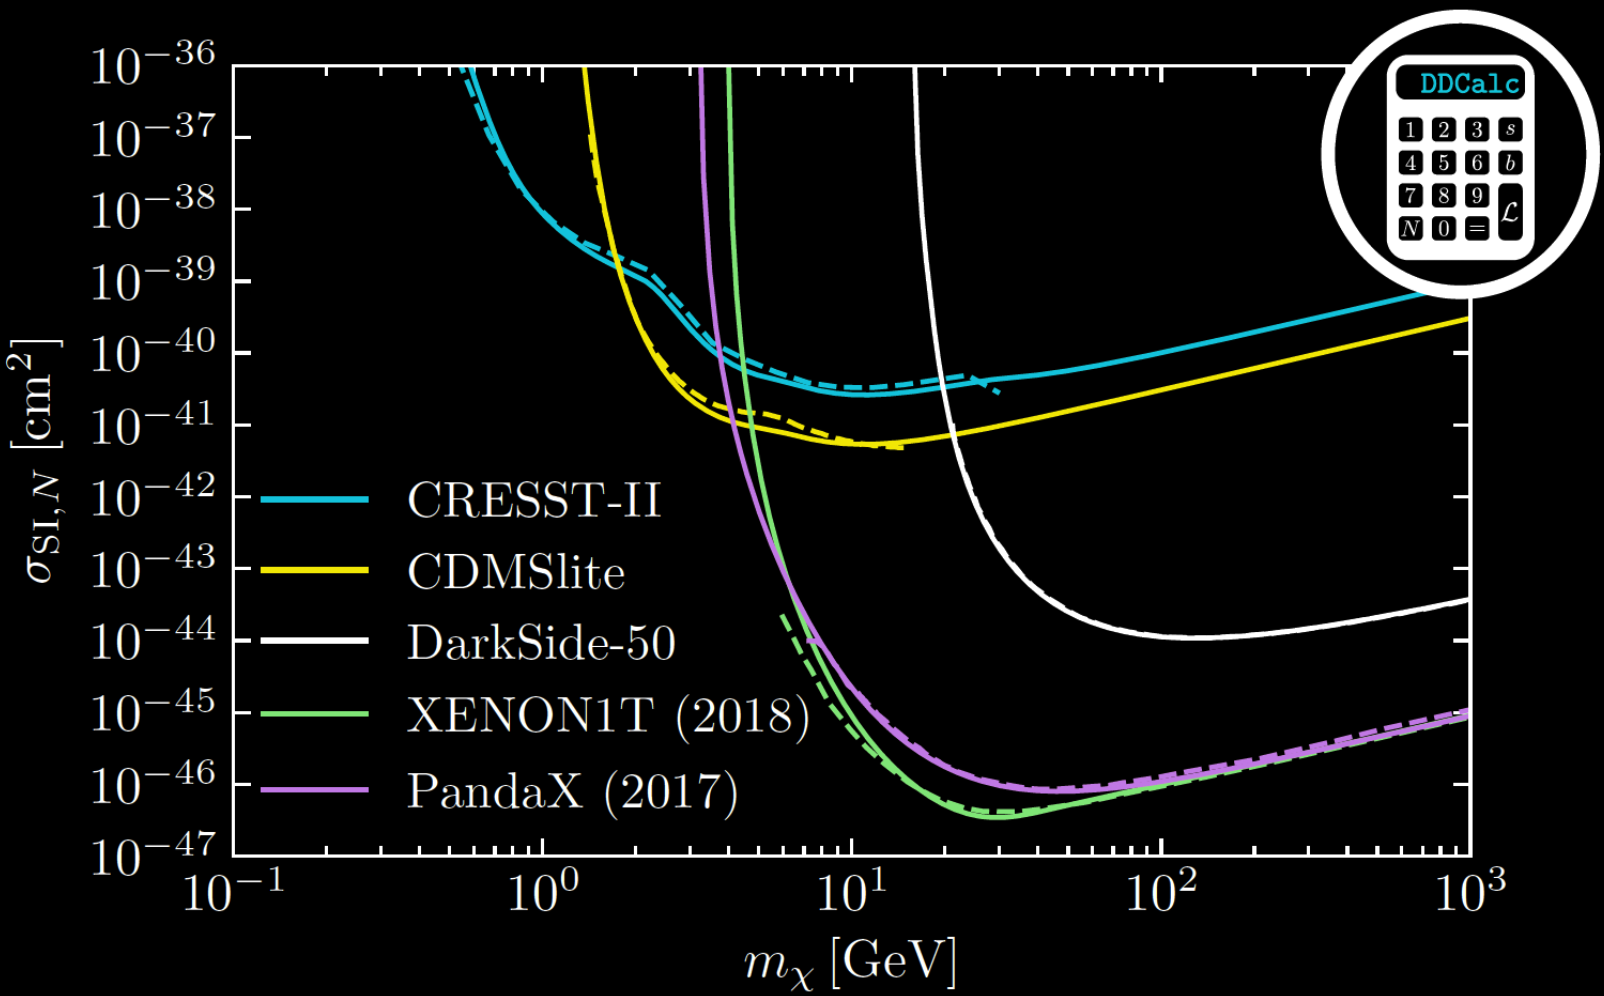 10^{-36}
10^{-37}
10^{-38}
10^{-39}
10^{-40}
10^{-41}
10^{-42}
10^{-43}
10^{-44}
10^{-45}
10^{-46}
10^{-47}
σ_{SI,N} [cm^2]
CRESST-II
CDMSlite
DarkSide-50
XENON1T (2018)
PandaX (2017)
10^{-1} 10^0 10^1 10^2 10^3
m_χ [GeV]
DDCalc
1 2 3 s
4 5 6 b
7 8 9 ℒ
N 0 =